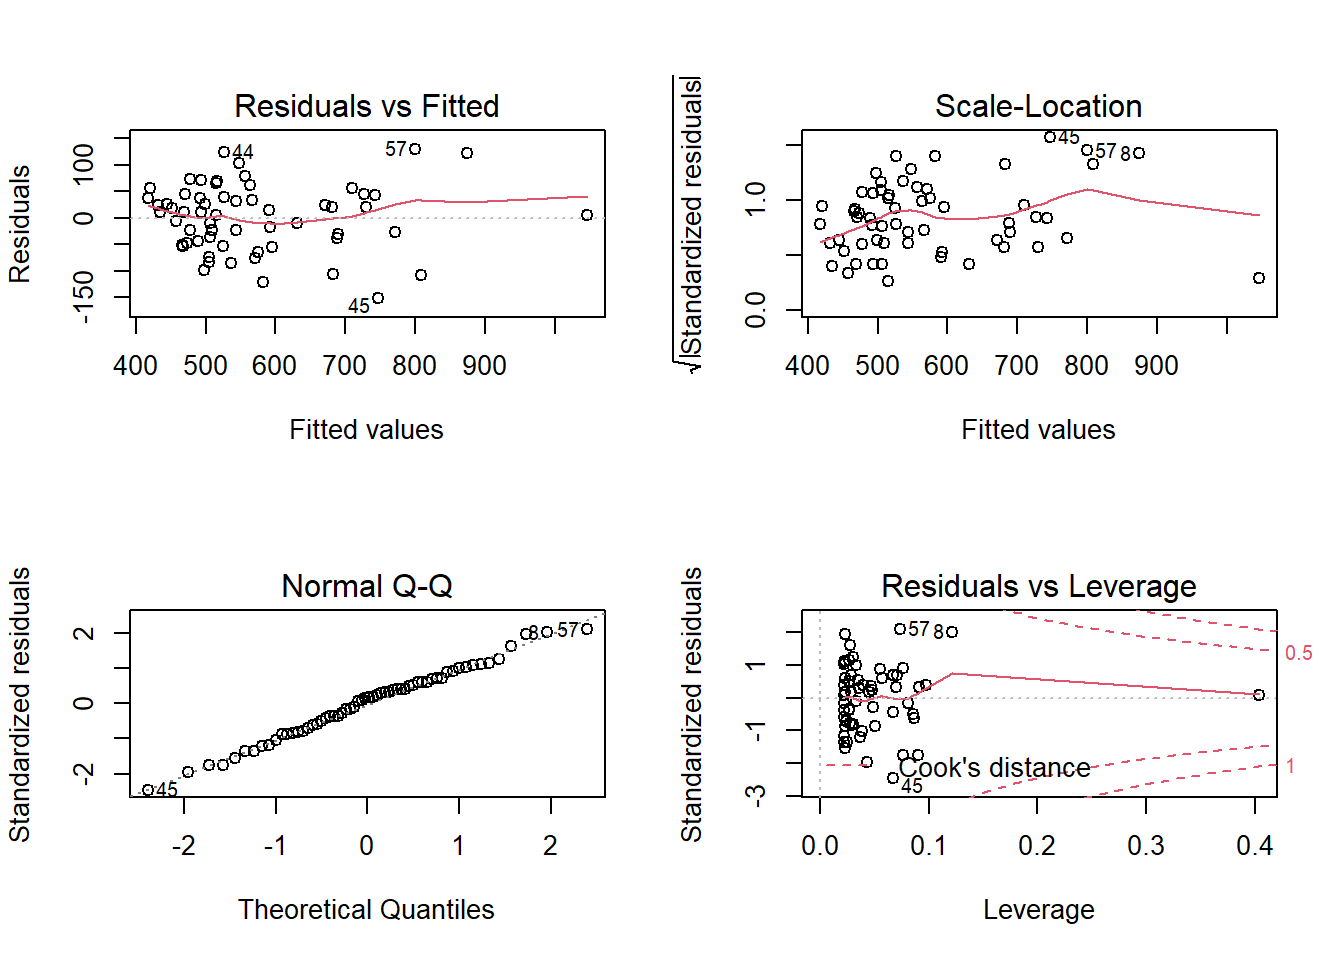 Residuals vs Fitted
Residuals
100
0
-150
44
57
45
400 500 600 700 800 900
Fitted values
Scale-Location
√|Standardized residuals|
1.0
0.0
45
57
8
400 500 600 700 800 900
Fitted values
Normal Q-Q
Standardized residuals
2
0
-2
8
57
45
-2 -1 0 1 2
Theoretical Quantiles
Residuals vs Leverage
Standardized residuals
1
-1
-3
57
8
0.5
1
Cook's distance
45
0.0 0.1 0.2 0.3 0.4
Leverage